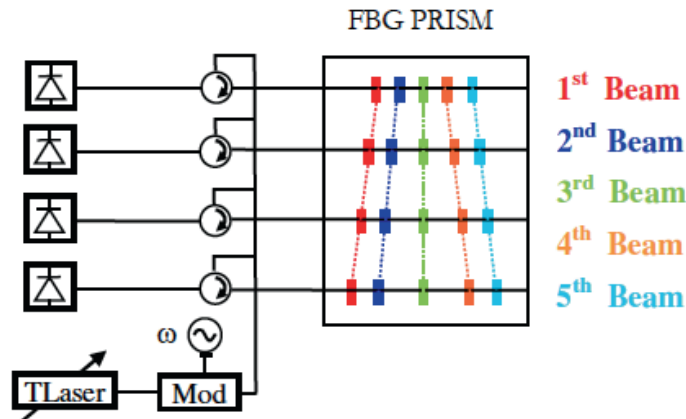 FBG PRISM
1st Beam
2nd Beam
3rd Beam
4th Beam
5th Beam
ω
TLaser
Mod